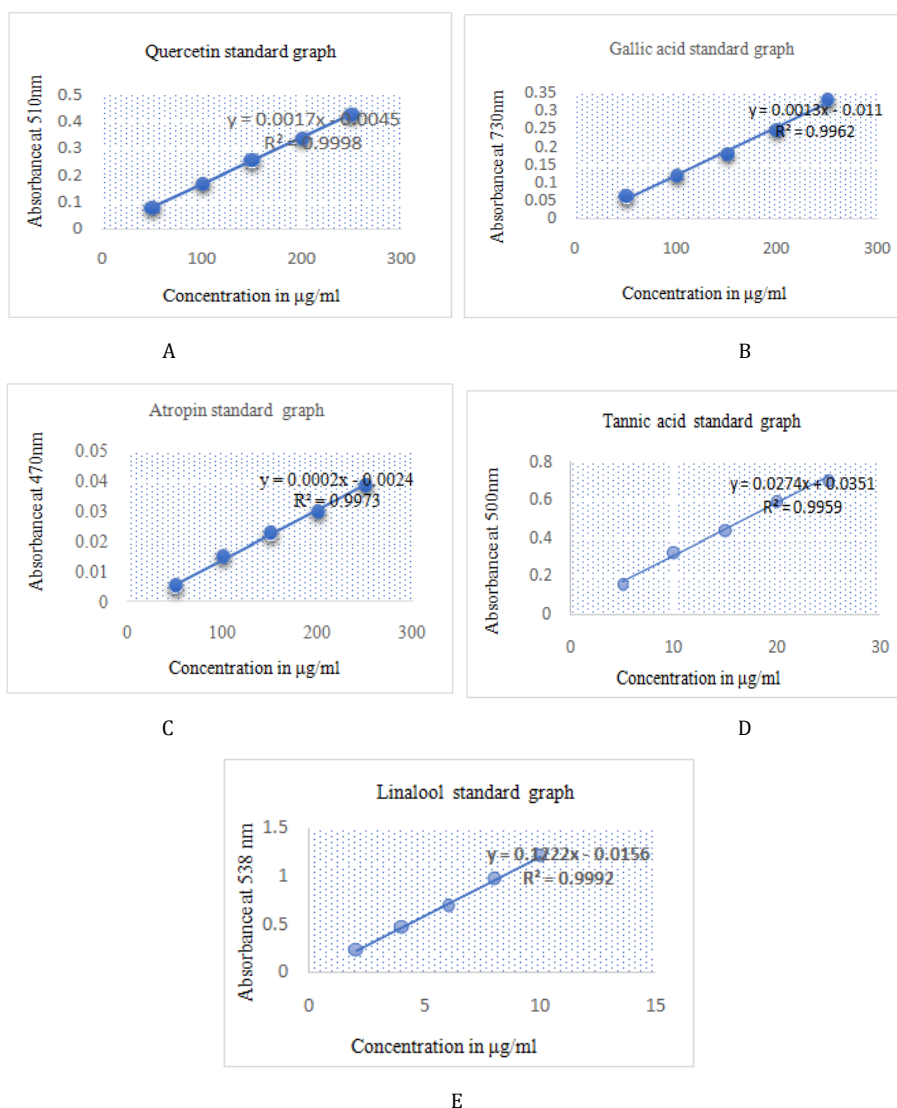 Quercetin standard graph
Absorbance at 510nm
0.5
0.4
0.3
0.2
0.1
0
y = 0.0017x - 0.0045
R² = 0.9998
0 100 200 300
Concentration in µg/ml
A
Gallic acid standard graph
Absorbance at 730nm
0.35
0.3
0.25
0.2
0.15
0.1
0.05
0
y = 0.0013x - 0.011
R² = 0.9962
0 100 200 300
Concentration in µg/ml
B
Atropin standard graph
Absorbance at 470nm
0.05
0.04
0.03
0.02
0.01
0
y = 0.0002x - 0.0024
R² = 0.9973
0 100 200 300
Concentration in µg/ml
C
Tannic acid standard graph
Absorbance at 500nm
0.8
0.6
0.4
0.2
0
y = 0.0274x + 0.0351
R² = 0.9959
0 10 20 30
Concentration in µg/ml
D
Linalool standard graph
Absorbance at 538 nm
1.5
1
0.5
0
y = 0.1222x - 0.0156
R² = 0.9992
0 5 10 15
Concentration in µg/ml
E